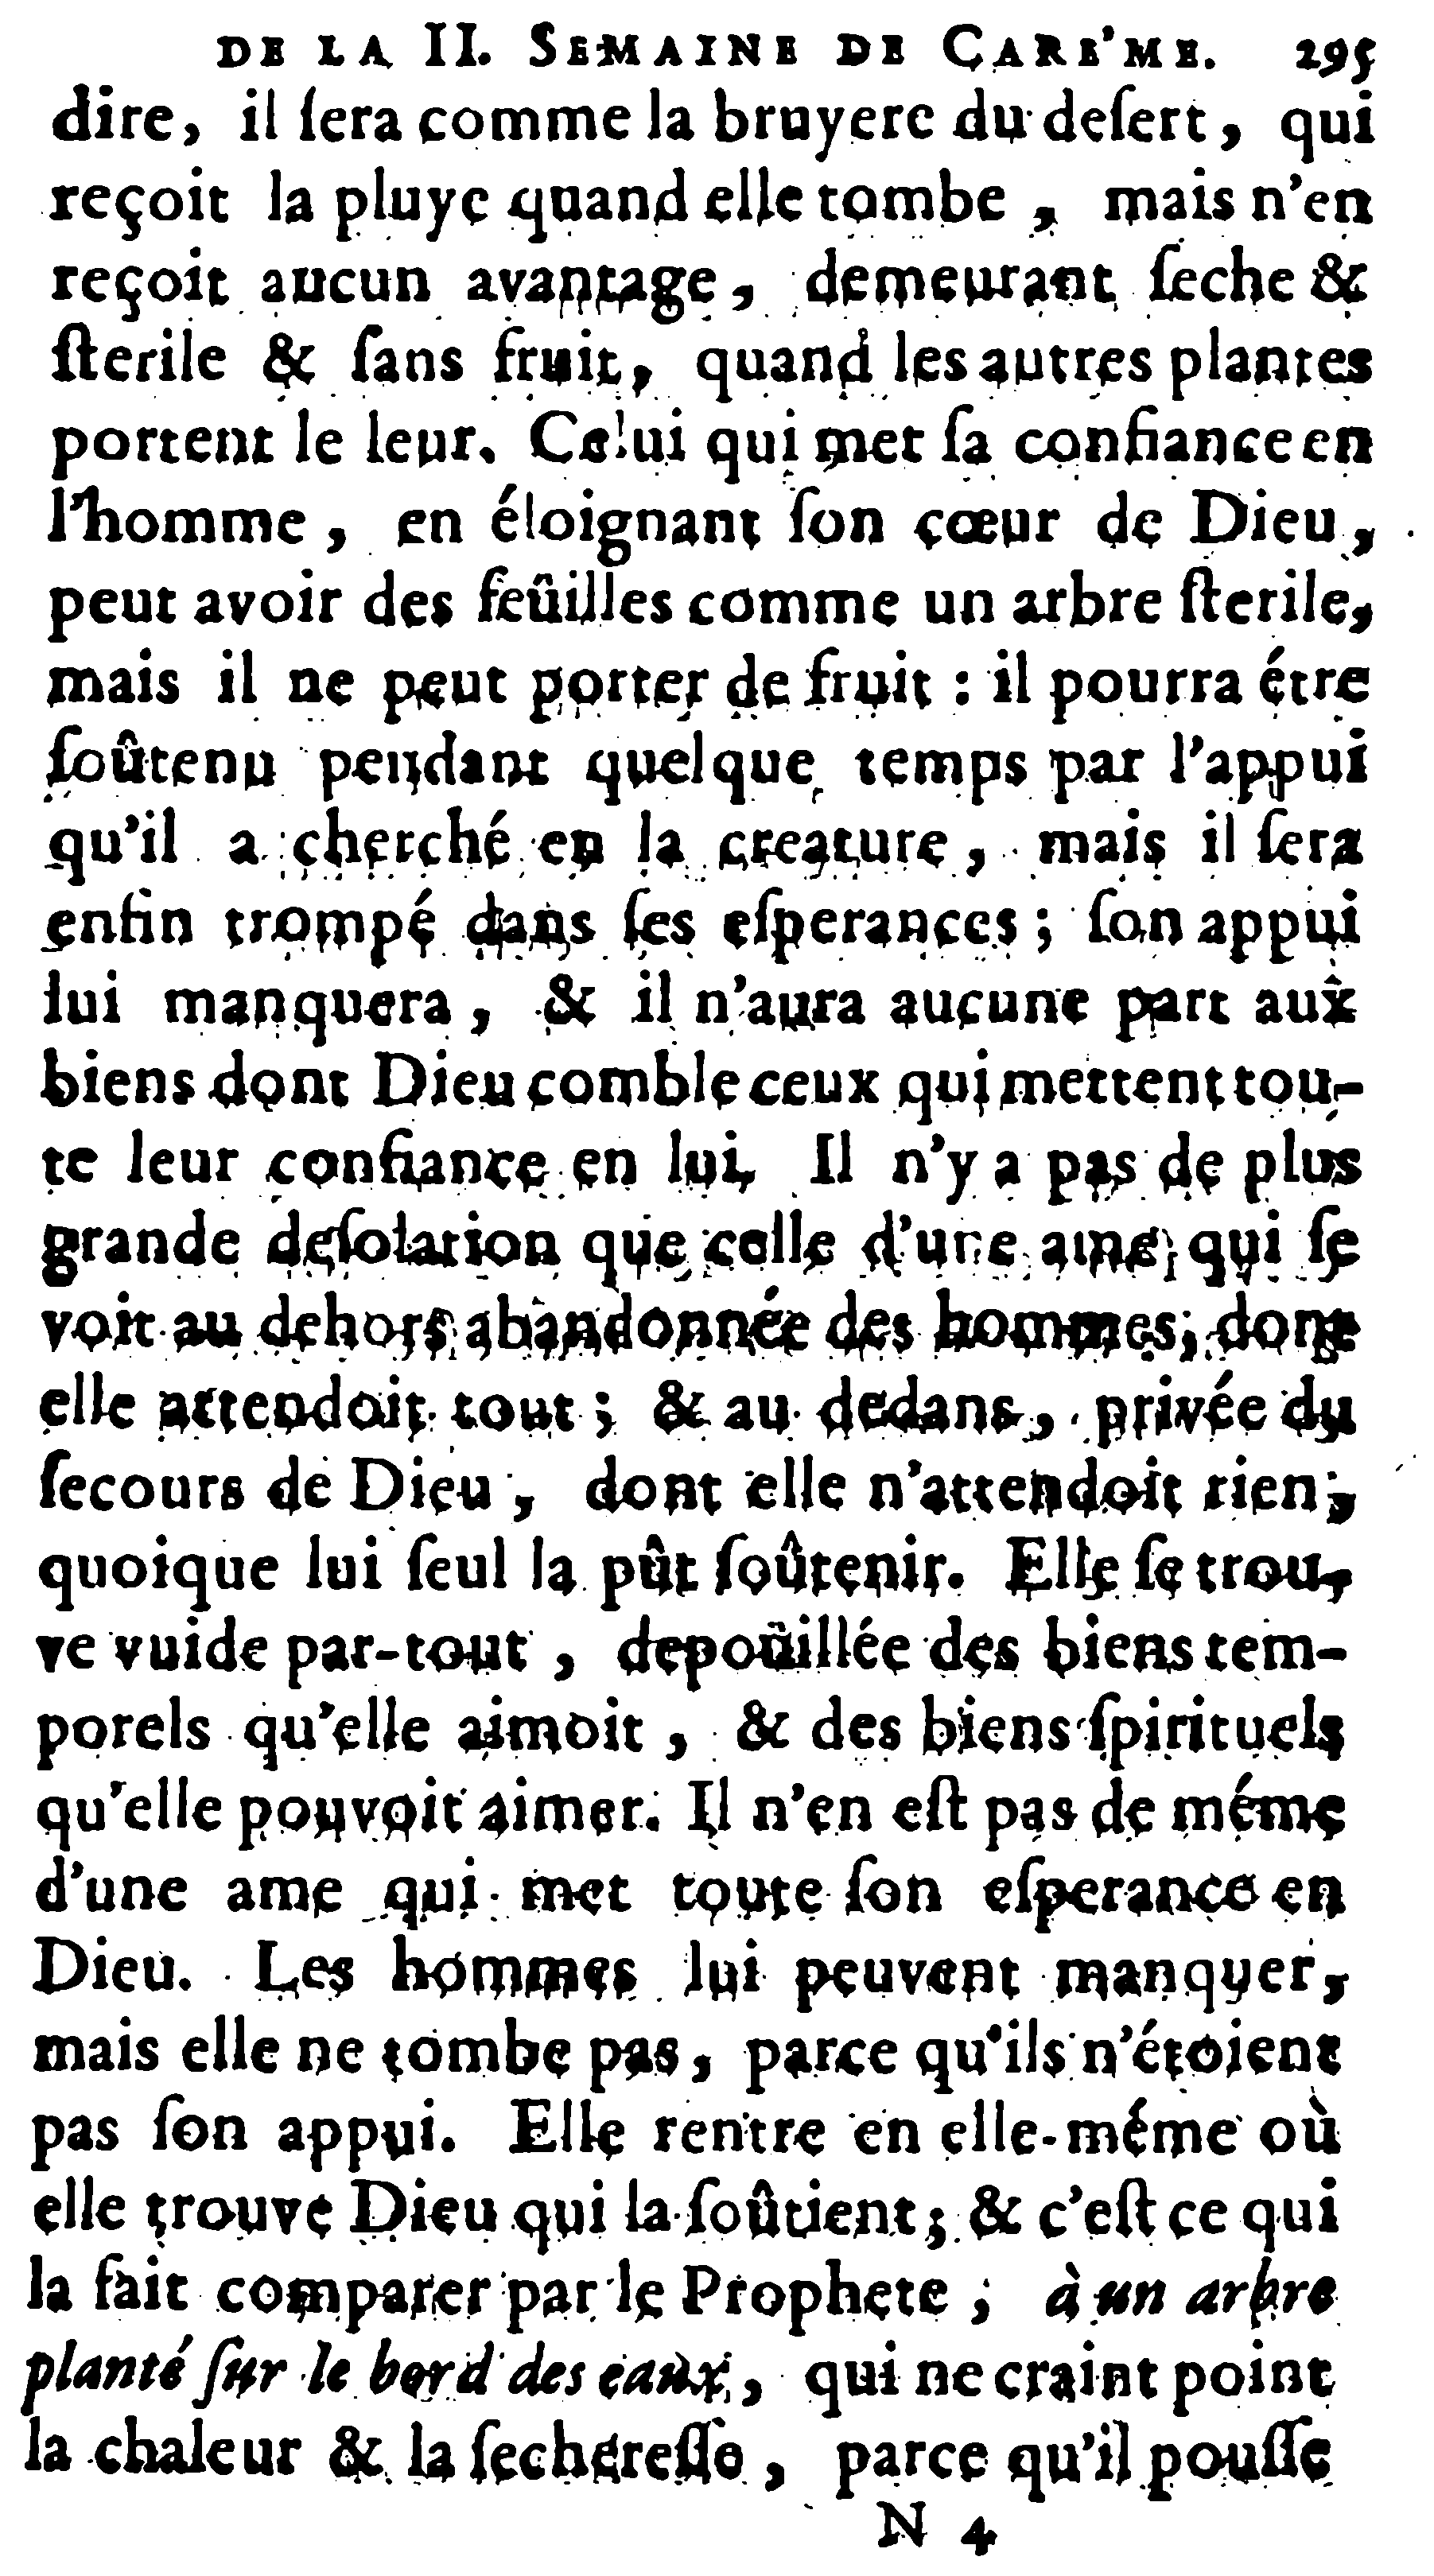 DE LA II. SEMAINE DE CARE'ME. 295
dire, il ſera comme la bruyere du deſert, qui
reçoit la pluye quand elle tombe, mais n'en
reçoit aucun avantage, demeurant ſeche &
ſterile & ſans fruit, quand les autres plantes
portent le leur. Celui qui met ſa confiance en
l'homme, en éloignant ſon cœur de Dieu,
peut avoir des feûilles comme un arbre ſterile,
mais il ne peut porter de fruit : il pourra étre
ſoûtenu pendant quelque temps par l'appui
qu'il a cherché en la creature, mais il ſera
enfin trompé dans ſes eſperances ; ſon appui
lui manquera, & il n'aura aucune part aux
biens dont Dieu comble ceux qui mettent tou-
te leur confiance en lui. Il n'y a pas de plus
grande deſolation que celle d'une ame qui ſe
voit au dehors abandonnée des hommes, dont
elle attendoit tout ; & au dedans, privée du
ſecours de Dieu, dont elle n'attendoit rien,
quoique lui ſeul la pût ſoûtenir. Elle ſe trou-
ve vuide par-tout, depoüillée des biens tem-
porels qu'elle aimoit, & des biens ſpirituels
qu'elle pouvoit aimer. Il n'en eſt pas de méme
d'une ame qui met toute ſon eſperance en
Dieu. Les hommes lui peuvent manquer,
mais elle ne tombe pas, parce qu'ils n'étoient
pas ſon appui. Elle rentre en elle-méme où
elle trouve Dieu qui la ſoûtient ; & c'eſt ce qui
la fait comparer par le Prophete ; à un arbre
planté ſur le bord des eaux, qui ne craint point
la chaleur & la ſechereſſe, parce qu'il pouſſe
N 4